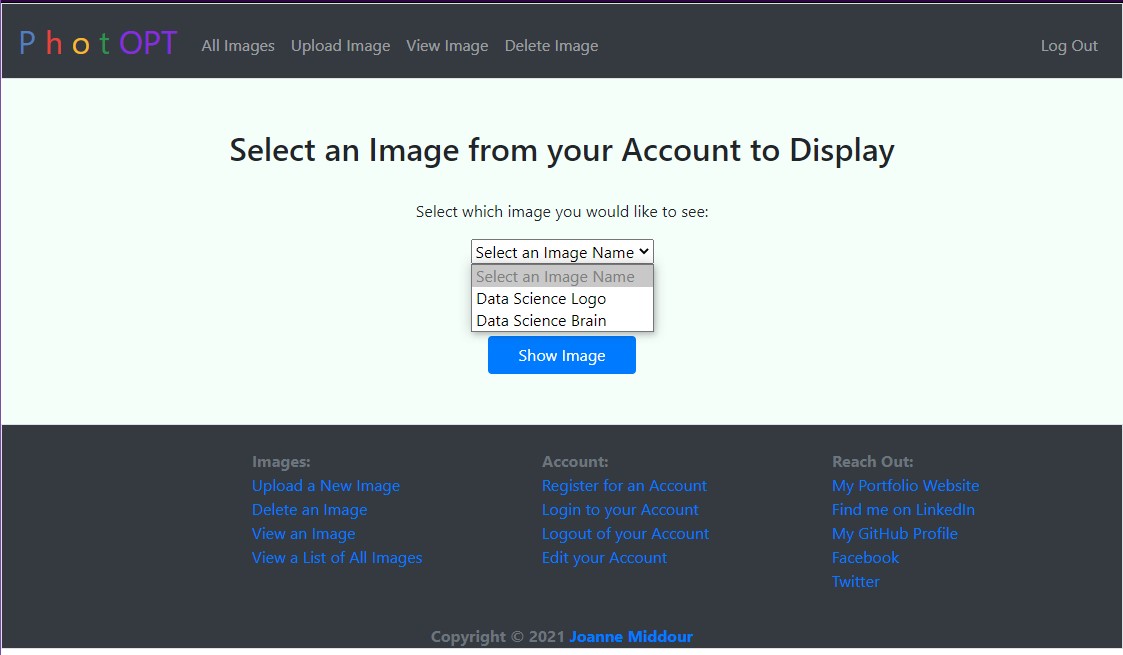 P h o t OPT All Images Upload Image View Image Delete Image Log Out
Select an Image from your Account to Display
Select which image you would like to see:
Select an Image Name
Select an Image Name
Data Science Logo
Data Science Brain
Show Image
Images:
Upload a New Image
Delete an Image
View an Image
View a List of All Images
Account:
Register for an Account
Login to your Account
Logout of your Account
Edit your Account
Reach Out:
My Portfolio Website
Find me on LinkedIn
My GitHub Profile
Facebook
Twitter
Copyright © 2021 Joanne Middour